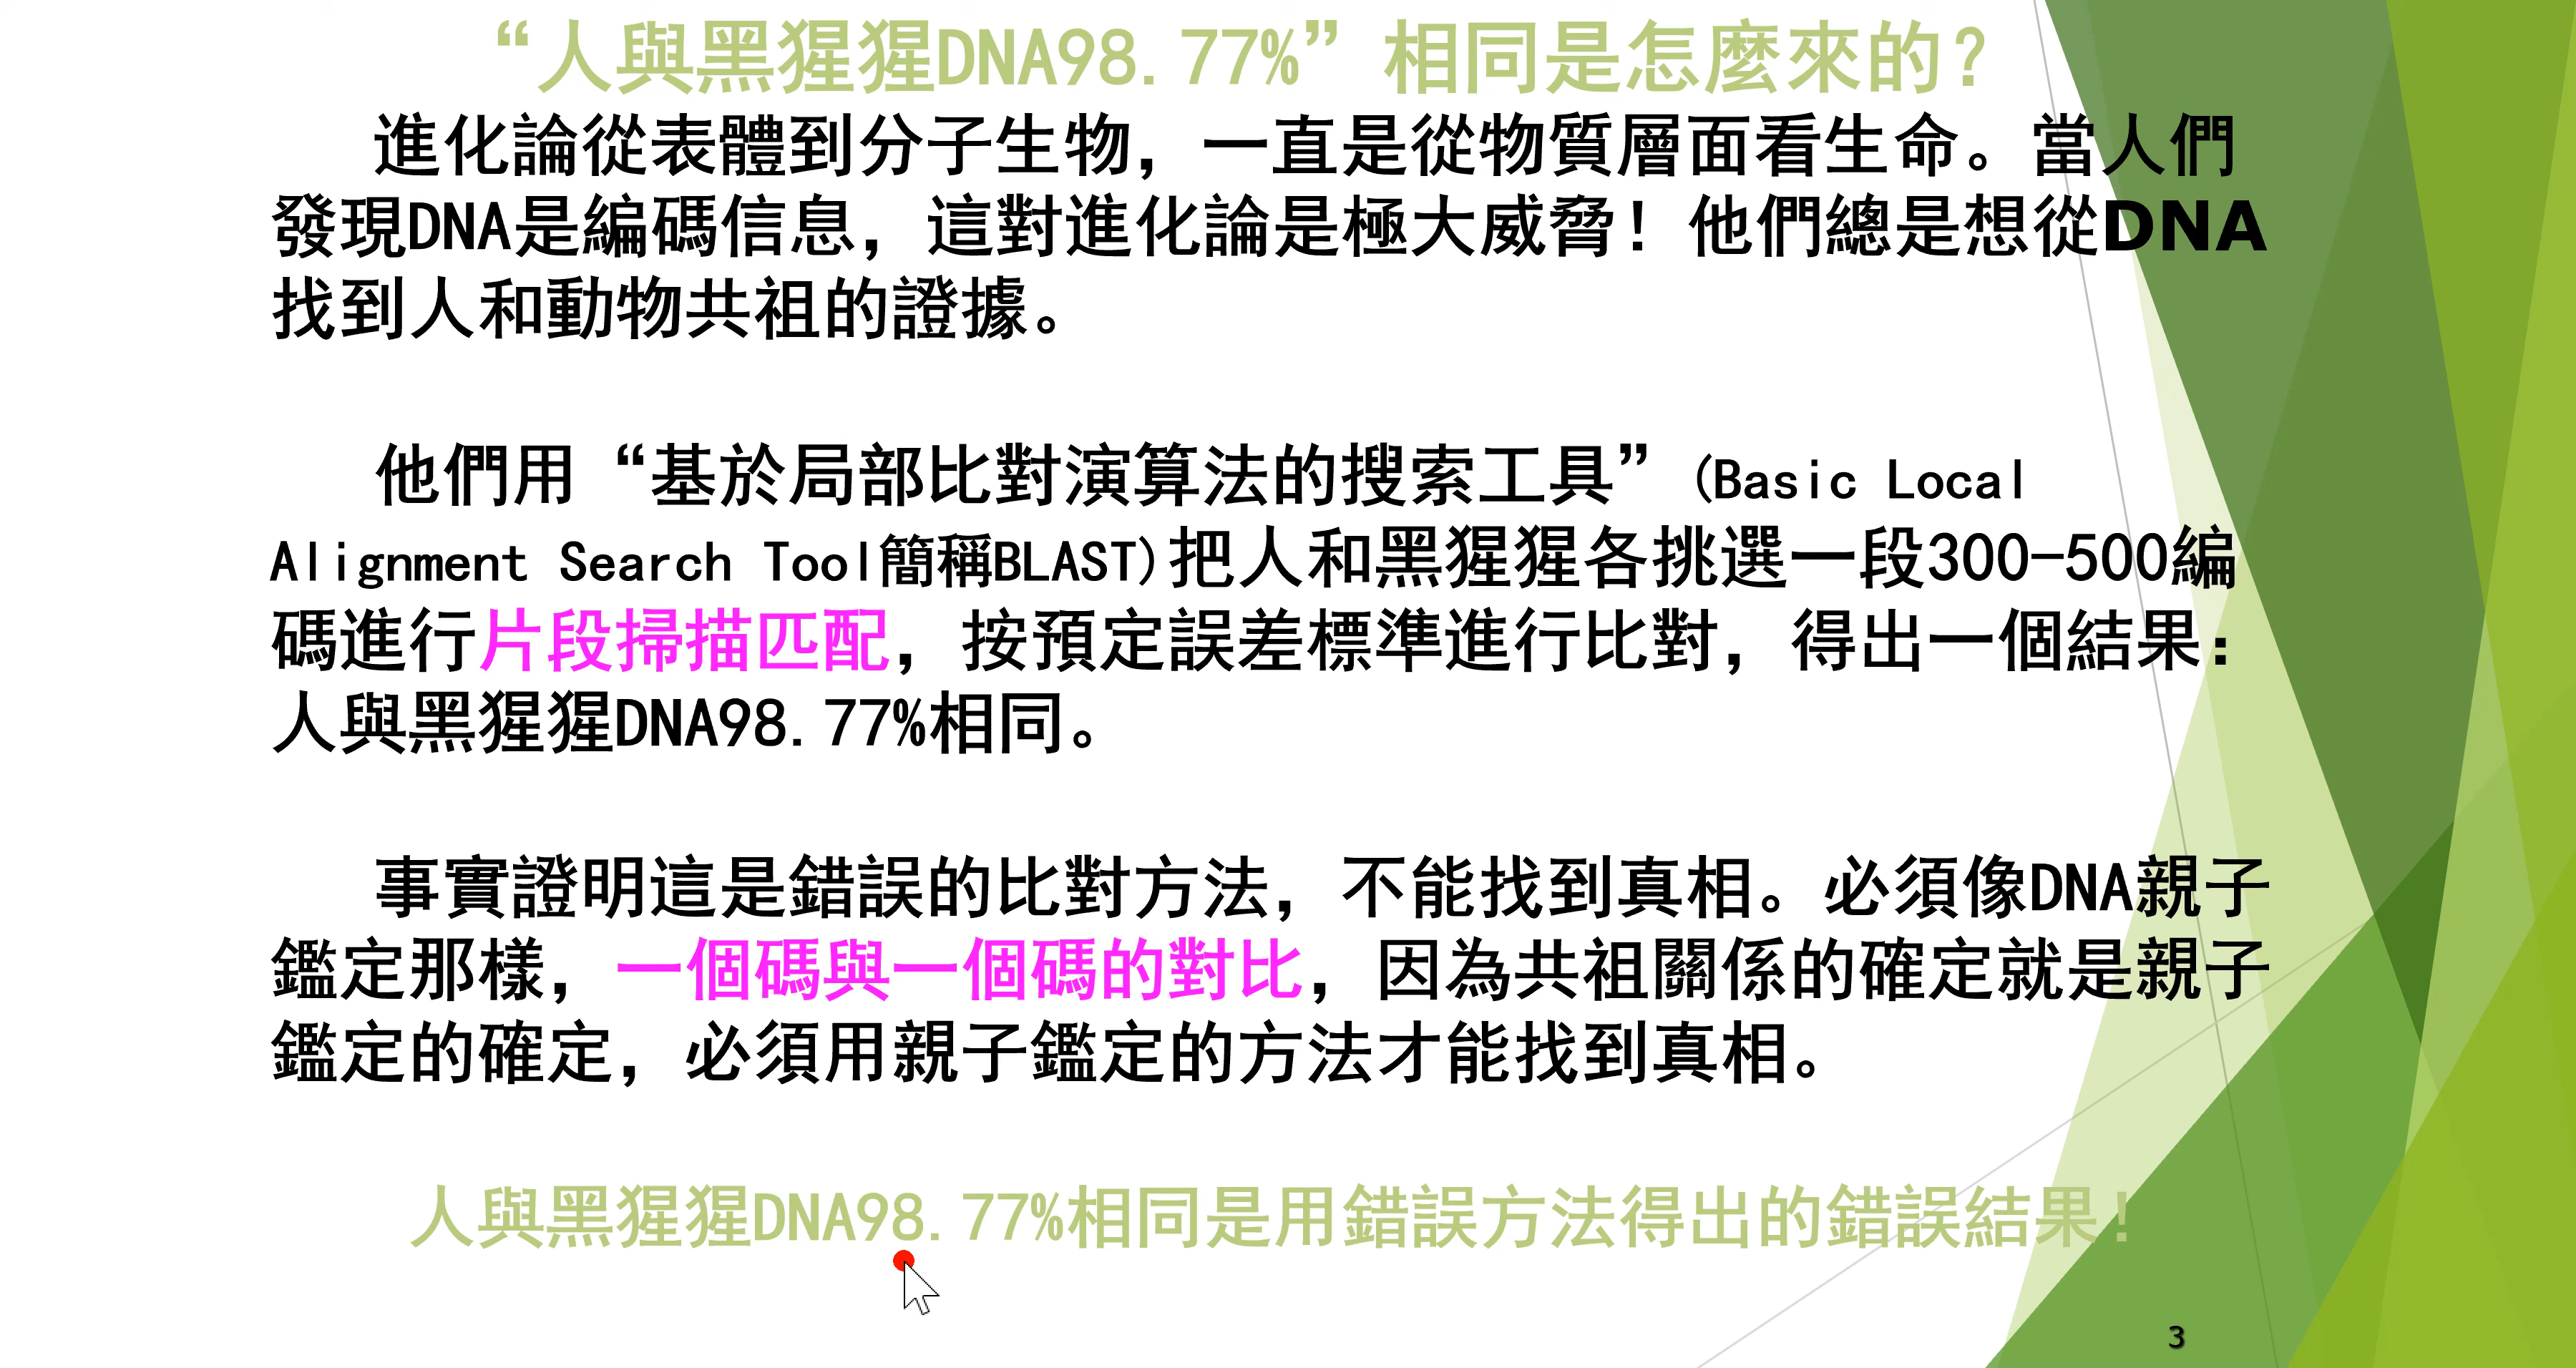 “人與黑猩猩DNA98.77%”相同是怎麼來的？
進化論從表體到分子生物，一直是從物質層面看生命。當人們
發現DNA是編碼信息，這對進化論是極大威脅！他們總是想從DNA
找到人和動物共祖的證據。
他們用“基於局部比對演算法的搜索工具”(Basic Local
Alignment Search Tool簡稱BLAST)把人和黑猩猩各挑選一段300-500編
碼進行片段掃描匹配，按預定誤差標準進行比對，得出一個結果：
人與黑猩猩DNA98.77%相同。
事實證明這是錯誤的比對方法，不能找到真相。必須像DNA親子
鑑定那樣，一個碼與一個碼的對比，因為共祖關係的確定就是親子
鑑定的確定，必須用親子鑑定的方法才能找到真相。
人與黑猩猩DNA98.77%相同是用錯誤方法得出的錯誤結果！
3